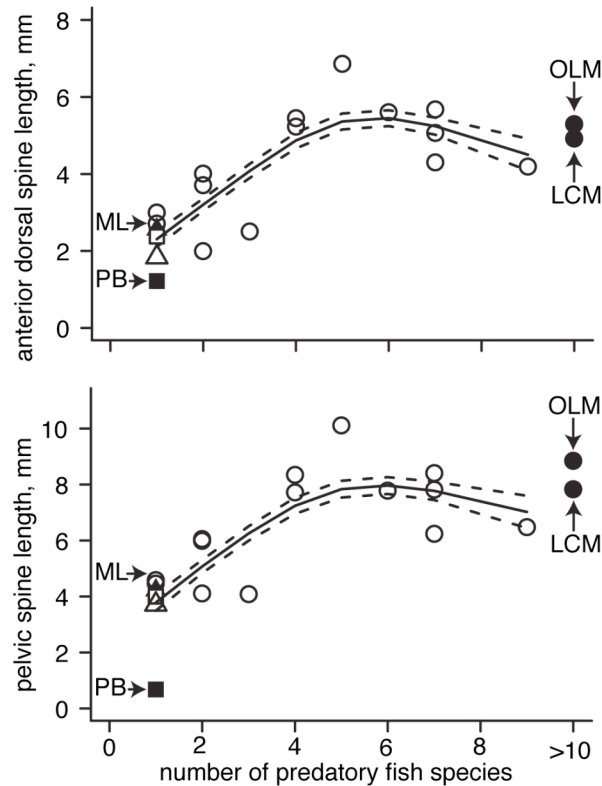 anterior dorsal spine length, mm
8
6
4
2
0
ML
PB
OLM
LCM
pelvic spine length, mm
10
8
6
4
2
0
ML
PB
OLM
LCM
0 2 4 6 8 >10
number of predatory fish species